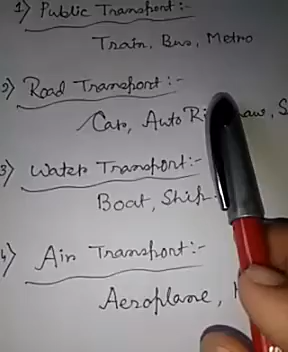 1) Public Transport:-
Train, Bus, Metro
2) Road Transport:-
Car, Auto
3) Water Transport:-
Boat, Ship
4) Air Transport:-
Aeroplane,